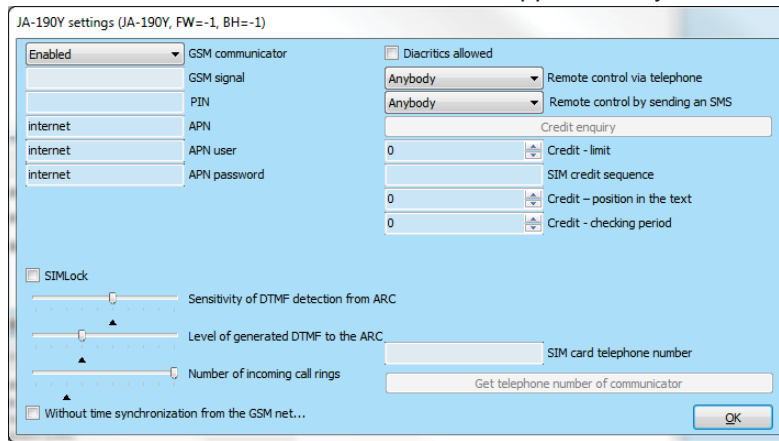 JA-190Y settings (JA-190Y, FW=-1, BH=-1)
Enabled GSM communicator
GSM signal
PIN
internet APN
internet APN user
internet APN password
SIMLock
Sensitivity of DTMF detection from ARC
Level of generated DTMF to the ARC
Number of incoming call rings
Without time synchronization from the GSM net...
Diacritics allowed
Anybody Remote control via telephone
Anybody Remote control by sending an SMS
Credit enquiry
0 Credit - limit
SIM credit sequence
0 Credit – position in the text
0 Credit - checking period
SIM card telephone number
Get telephone number of communicator
OK